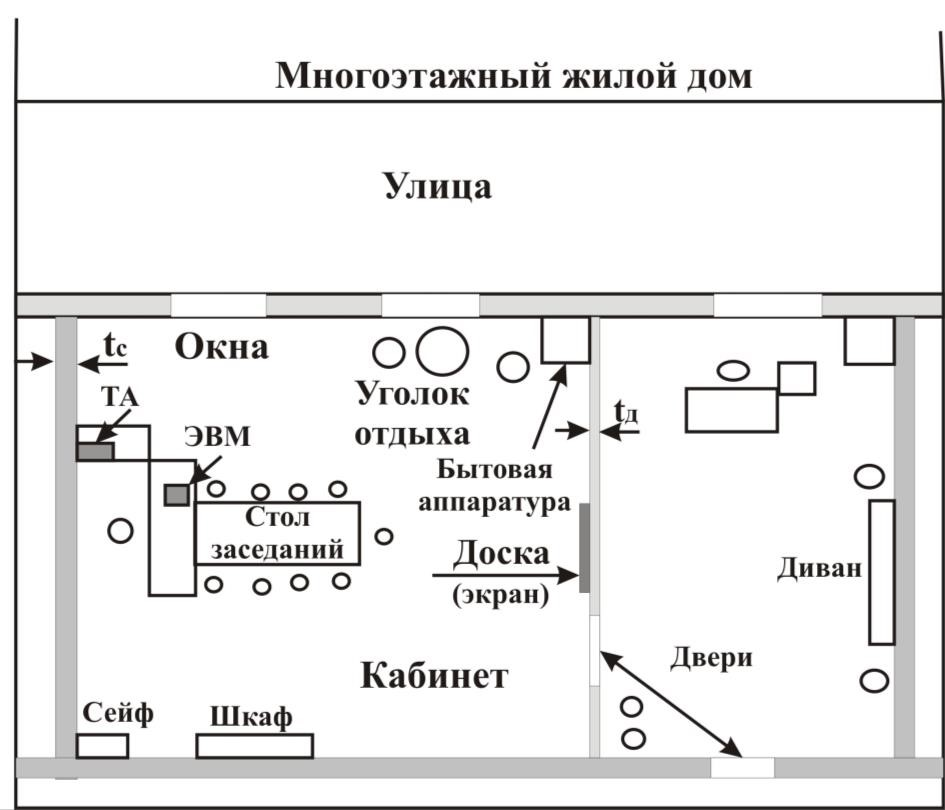 Многоэтажный жилой дом
Улица
tс
Окна
ТА
ЭВМ
Уголок
отдыха
tд
Бытовая
аппаратура
Стол
заседаний
Доска
(экран)
Диван
Кабинет
Двери
Сейф
Шкаф